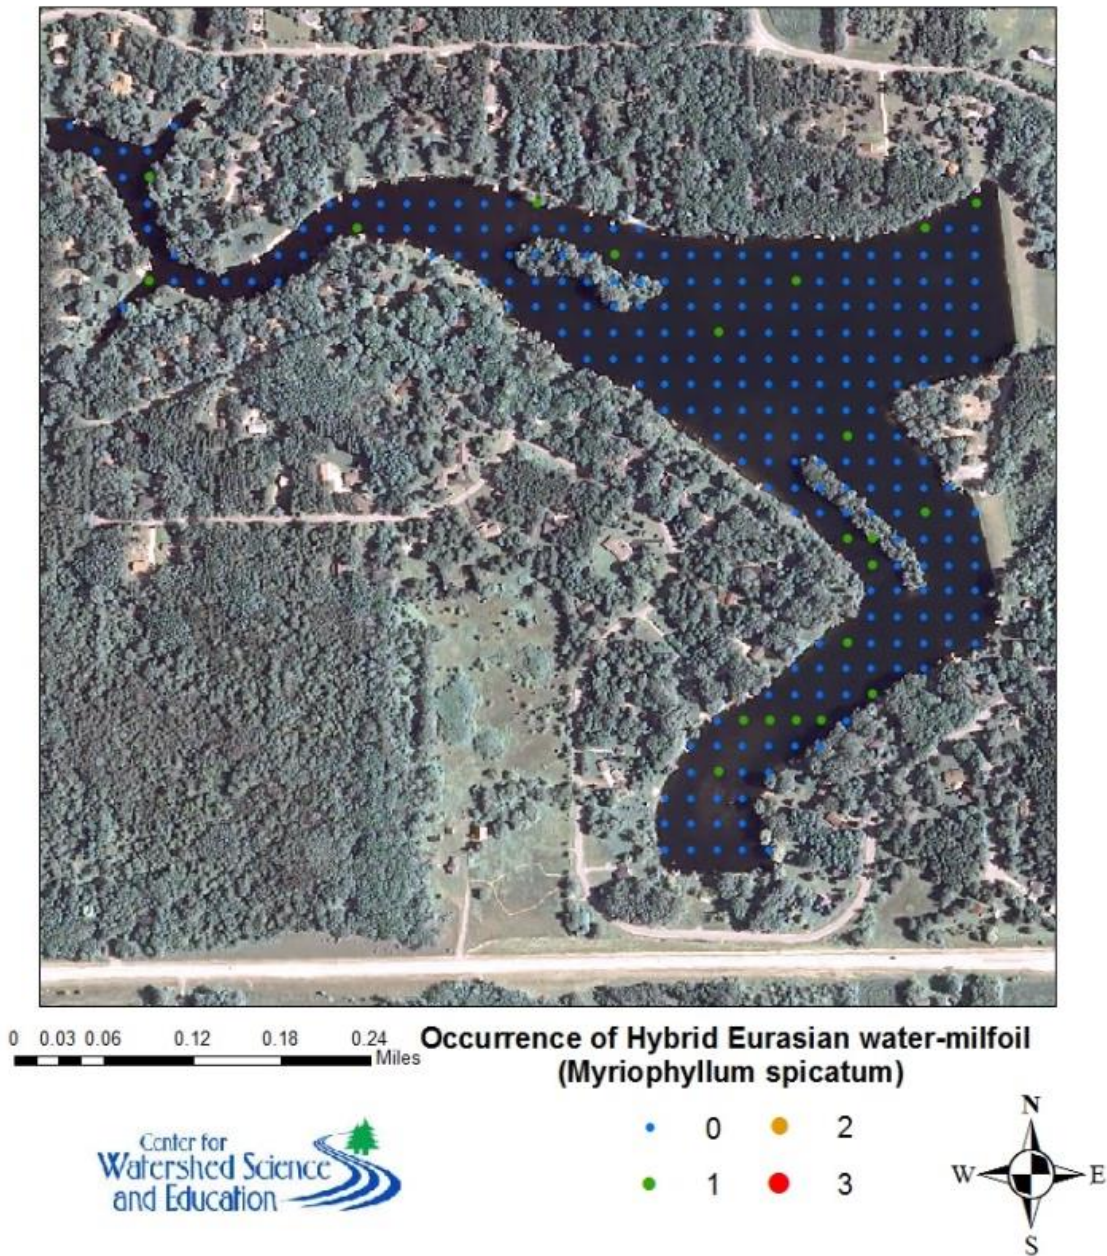 0 0.03 0.06 0.12 0.18 0.24
Miles
Occurrence of Hybrid Eurasian water-milfoil
(Myriophyllum spicatum)
0 2
1 3
Center for
Watershed Science
and Education
N
W E
S